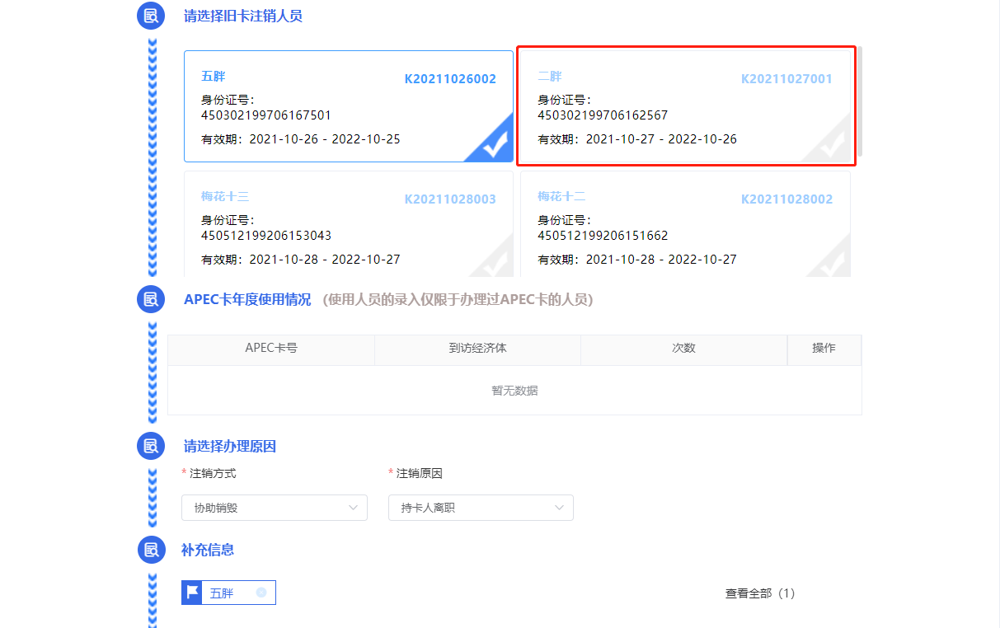 请选择旧卡注销人员
五胖 K20211026002
身份证号：
450302199706167501
有效期：2021-10-26 - 2022-10-25
二胖 K20211027001
身份证号：
450302199706162567
有效期：2021-10-27 - 2022-10-26
梅花十三 K20211028003
身份证号：
450512199206153043
有效期：2021-10-28 - 2022-10-27
梅花十二 K20211028002
身份证号：
450512199206151662
有效期：2021-10-28 - 2022-10-27
APEC卡年度使用情况 （使用人员的录入仅限于办理过APEC卡的人员）
APEC卡号 到访经济体 次数 操作
暂无数据
请选择办理原因
* 注销方式 * 注销原因
协助销毁 持卡人离职
补充信息
五胖 查看全部（1）